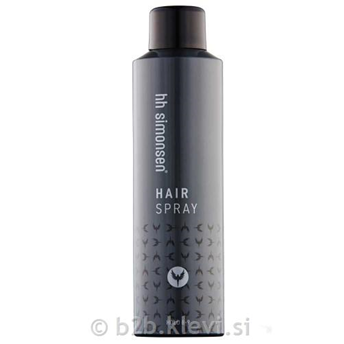 hh simonsen®
HAIR
SPRAY
© b2b.klevi.si